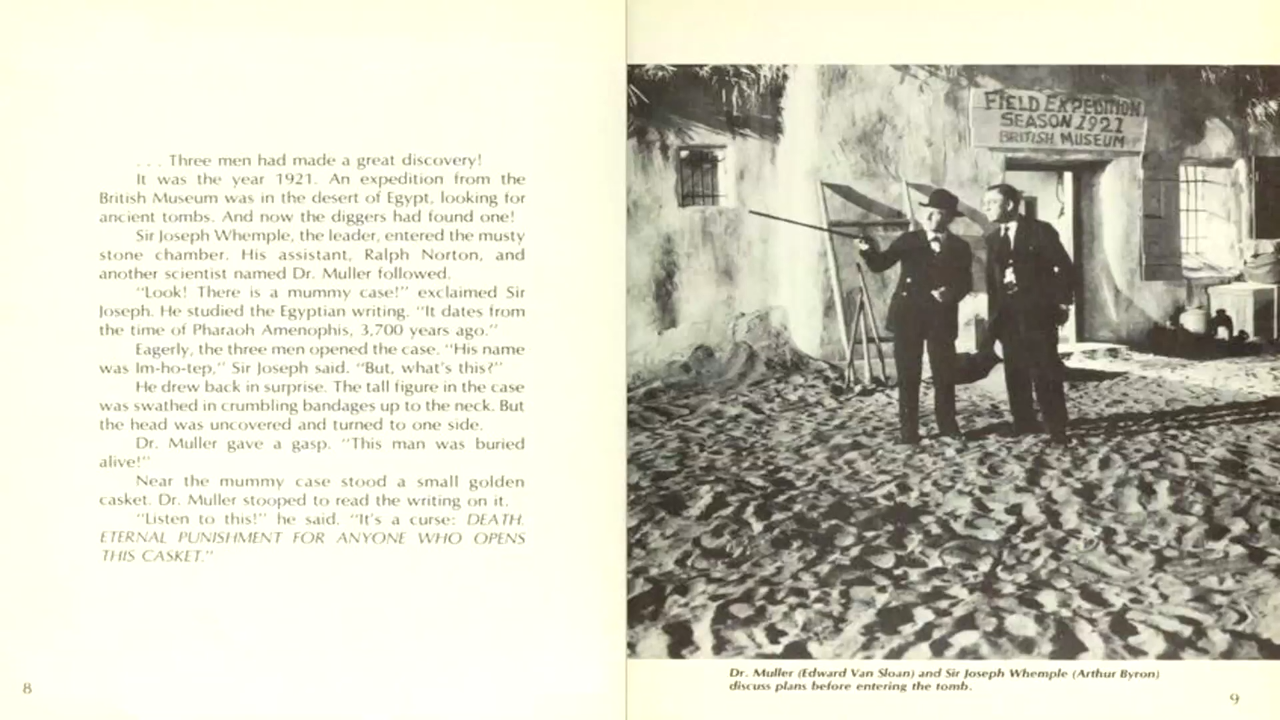 . . . Three men had made a great discovery!
It was the year 1921. An expedition from the
British Museum was in the desert of Egypt, looking for
ancient tombs. And now the diggers had found one!
Sir Joseph Whemple, the leader, entered the musty
stone chamber. His assistant, Ralph Norton, and
another scientist named Dr. Muller followed.
"Look! There is a mummy case!" exclaimed Sir
Joseph. He studied the Egyptian writing. "It dates from
the time of Pharaoh Amenophis, 3,700 years ago."
Eagerly, the three men opened the case. "His name
was Im-ho-tep," Sir Joseph said. "But, what's this?"
He drew back in surprise. The tall figure in the case
was swathed in crumbling bandages up to the neck. But
the head was uncovered and turned to one side.
Dr. Muller gave a gasp. "This man was buried
alive!"
Near the mummy case stood a small golden
casket. Dr. Muller stooped to read the writing on it.
"Listen to this!" he said. "It's a curse: DEATH.
ETERNAL PUNISHMENT FOR ANYONE WHO OPENS
THIS CASKET."
8
FIELD EXPEDITION
SEASON 1921
BRITISH MUSEUM
Dr. Muller (Edward Van Sloan) and Sir Joseph Whemple (Arthur Byron)
discuss plans before entering the tomb.
9